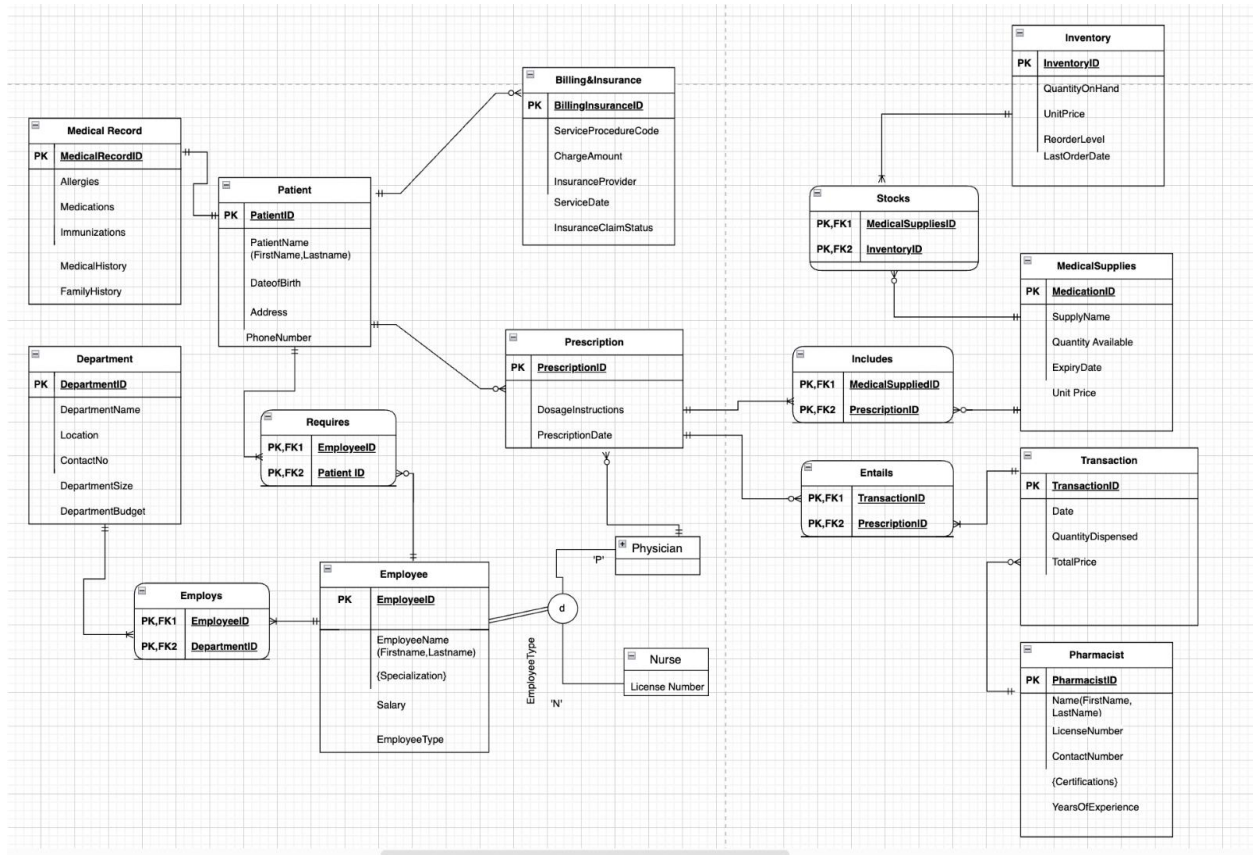 Inventory
PK InventoryID
QuantityOnHand
UnitPrice
ReorderLevel
LastOrderDate
Billing&Insurance
PK BillingInsuranceID
ServiceProcedureCode
ChargeAmount
InsuranceProvider
ServiceDate
InsuranceClaimStatus
Medical Record
PK MedicalRecordID
Allergies
Medications
Immunizations
MedicalHistory
FamilyHistory
Patient
PK PatientID
PatientName
(FirstName,Lastname)
DateofBirth
Address
PhoneNumber
Stocks
PK,FK1 MedicalSuppliesID
PK,FK2 InventoryID
MedicalSupplies
PK MedicationID
SupplyName
Quantity Available
ExpiryDate
Unit Price
Department
PK DepartmentID
DepartmentName
Location
ContactNo
DepartmentSize
DepartmentBudget
Prescription
PK PrescriptionID
DosageInstructions
PrescriptionDate
Includes
PK,FK1 MedicalSuppliedID
PK,FK2 PrescriptionID
Requires
PK,FK1 EmployeeID
PK,FK2 Patient ID
Entails
PK,FK1 TransactionID
PK,FK2 PrescriptionID
Transaction
PK TransactionID
Date
QuantityDispensed
TotalPrice
Physician
'P'
Employs
PK,FK1 EmployeeID
PK,FK2 DepartmentID
Employee
PK EmployeeID
EmployeeName
(Firstname,Lastname)
{Specialization}
Salary
EmployeeType
d
EmployeeType
'N'
Nurse
License Number
Pharmacist
PK PharmacistID
Name(FirstName,
LastName)
LicenseNumber
ContactNumber
{Certifications}
YearsOfExperience